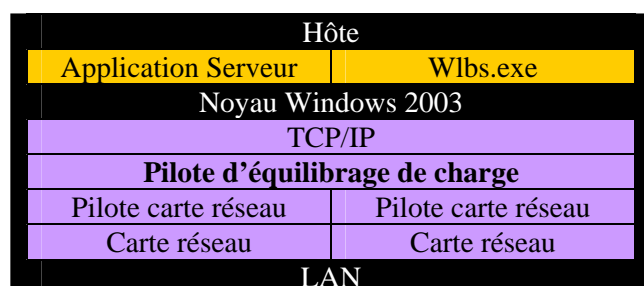 Hôte
Application Serveur Wlbs.exe
Noyau Windows 2003
TCP/IP
Pilote d'équilibrage de charge
Pilote carte réseau Pilote carte réseau
Carte réseau Carte réseau
LAN